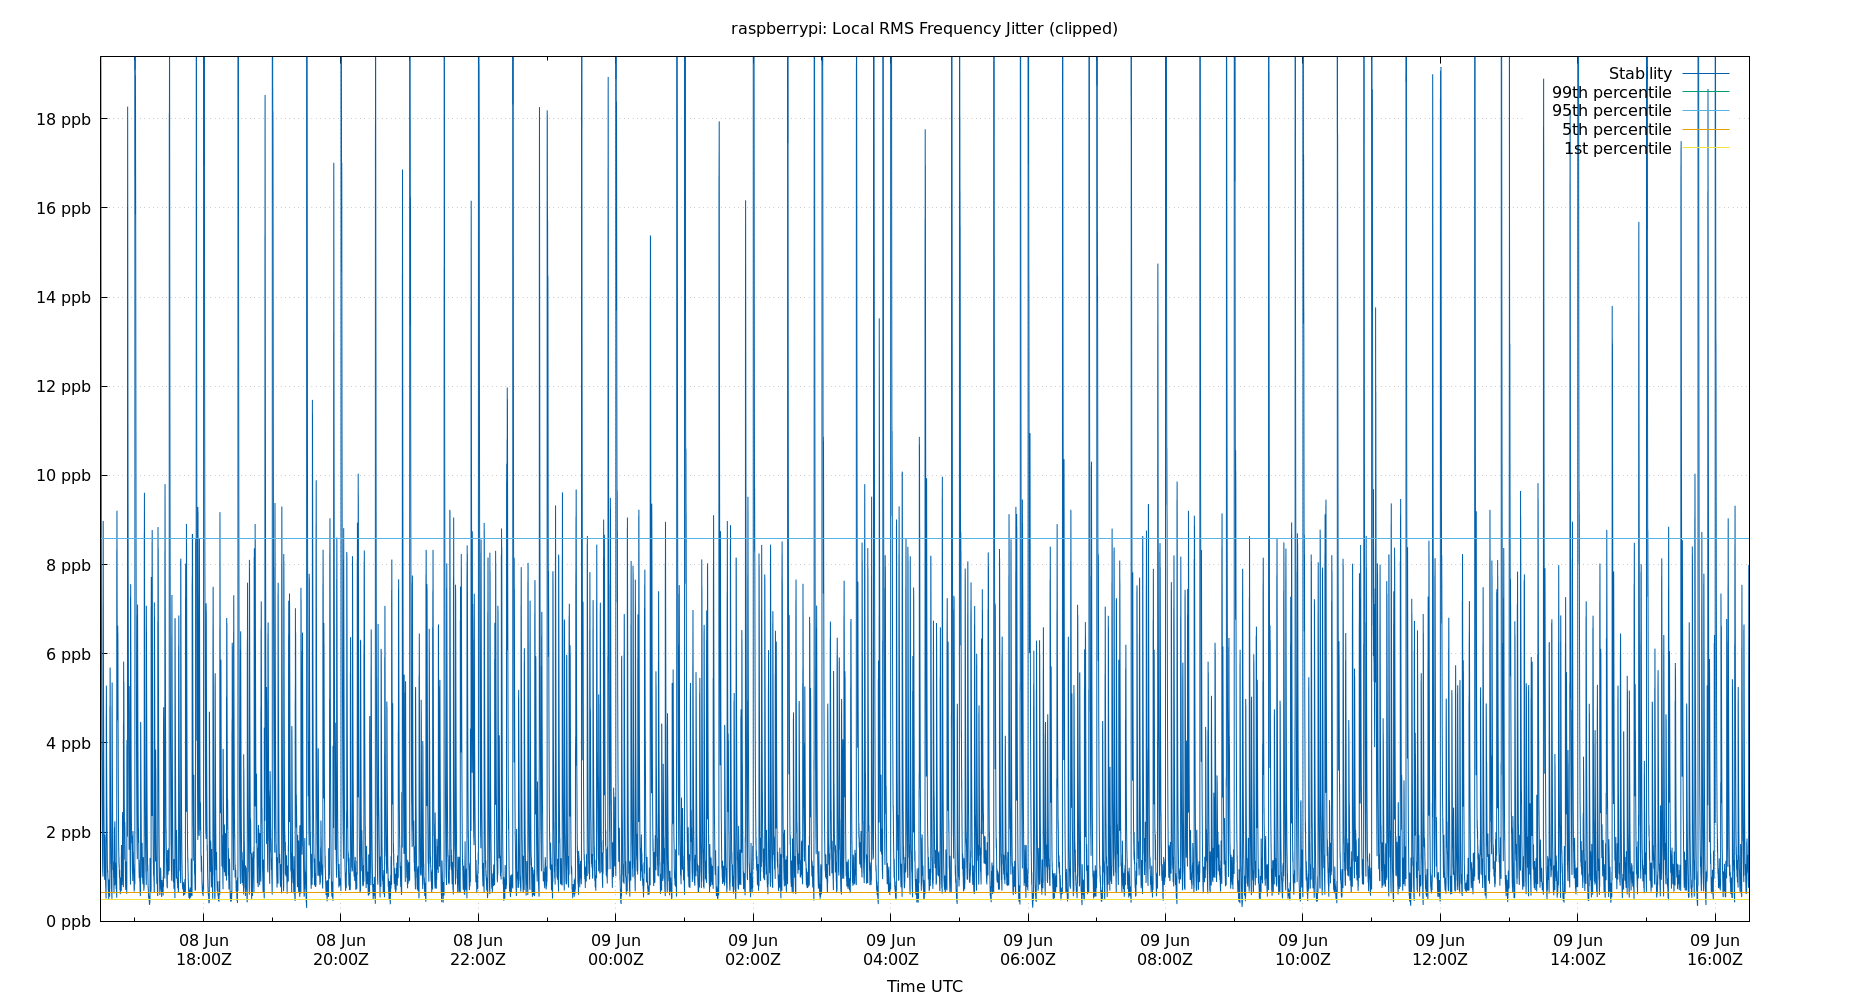 raspberrypi: Local RMS Frequency Jitter (clipped)
Stability
99th percentile
95th percentile
5th percentile
1st percentile
18 ppb
16 ppb
14 ppb
12 ppb
10 ppb
8 ppb
6 ppb
4 ppb
2 ppb
0 ppb
08 Jun 08 Jun 08 Jun 09 Jun 09 Jun 09 Jun 09 Jun 09 Jun 09 Jun 09 Jun 09 Jun 09 Jun
18:00Z 20:00Z 22:00Z 00:00Z 02:00Z 04:00Z 06:00Z 08:00Z 10:00Z 12:00Z 14:00Z 16:00Z
Time UTC